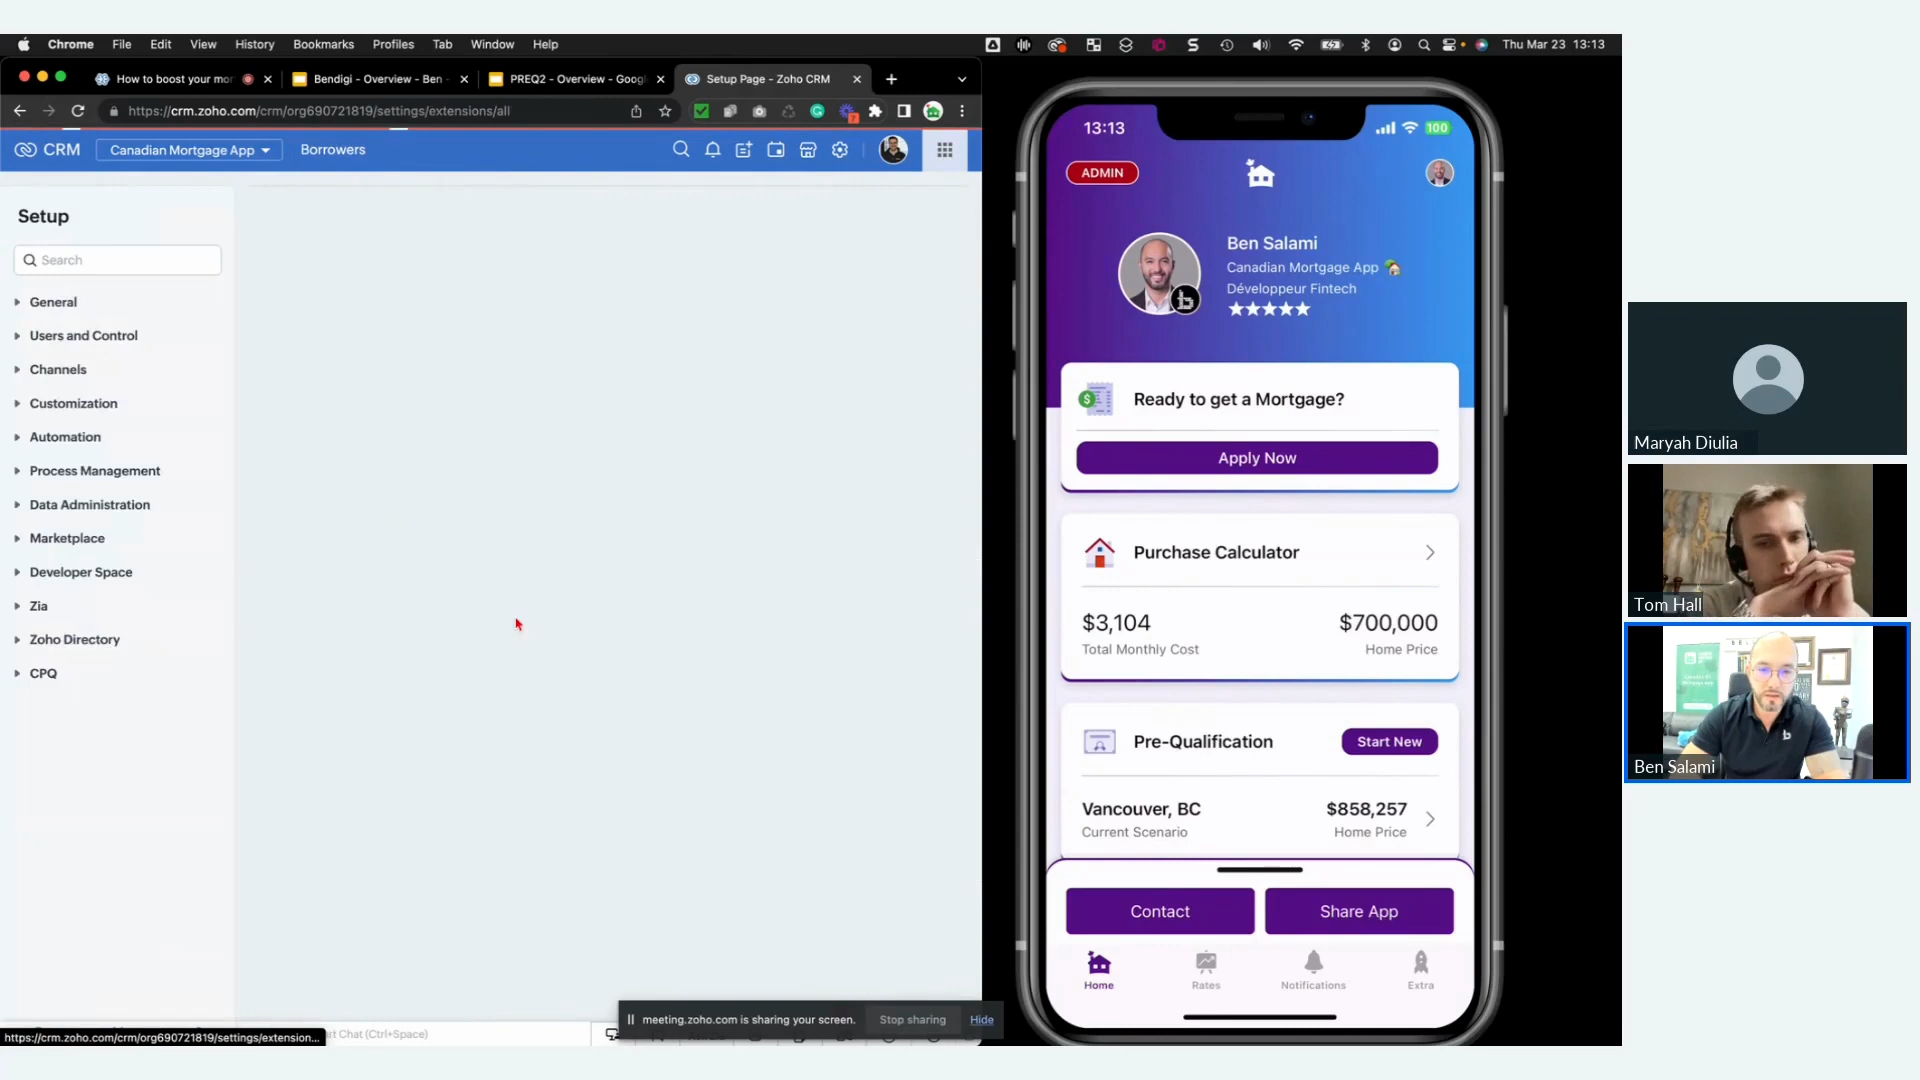 Chrome File Edit View History Bookmarks Profiles Tab Window Help
Thu Mar 23 13:13
How to boost your mor
Bendigi - Overview - Ben
PREQ2 - Overview - Googl
Setup Page - Zoho CRM
https://crm.zoho.com/crm/org690721819/settings/extensions/all
CRM
Canadian Mortgage App
Borrowers
Setup
Search
General
Users and Control
Channels
Customization
Automation
Process Management
Data Administration
Marketplace
Developer Space
Zia
Zoho Directory
CPQ
https://crm.zoho.com/crm/org690721819/settings/extension...
rt Chat (Ctrl+Space)
meeting.zoho.com is sharing your screen.
Stop sharing
Hide
13:13
100
ADMIN
Ben Salami
Canadian Mortgage App
Développeur Fintech
Ready to get a Mortgage?
Apply Now
Purchase Calculator
$3,104 $700,000
Total Monthly Cost Home Price
Pre-Qualification
Start New
Vancouver, BC $858,257
Current Scenario Home Price
Contact
Share App
Home Rates Notifications Extra
Maryah Diulia
Tom Hall
Ben Salami